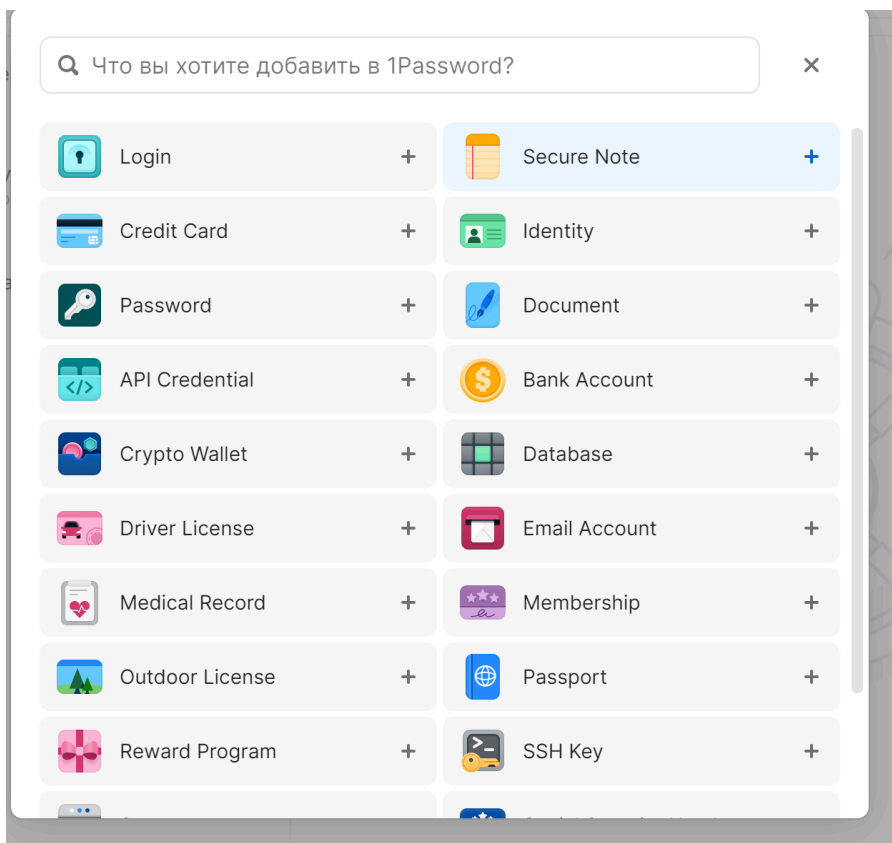 Что вы хотите добавить в 1Password?
Login
Secure Note
Credit Card
Identity
Password
Document
API Credential
Bank Account
Crypto Wallet
Database
Driver License
Email Account
Medical Record
Membership
Outdoor License
Passport
Reward Program
SSH Key